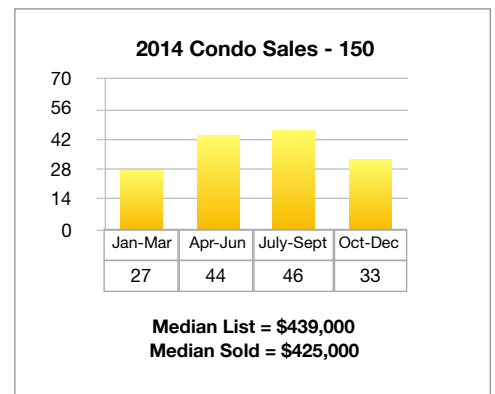 2014 Condo Sales - 150
70
56
42
28
14
0
Jan-Mar Apr-Jun July-Sept Oct-Dec
27 44 46 33
Median List = $439,000
Median Sold = $425,000